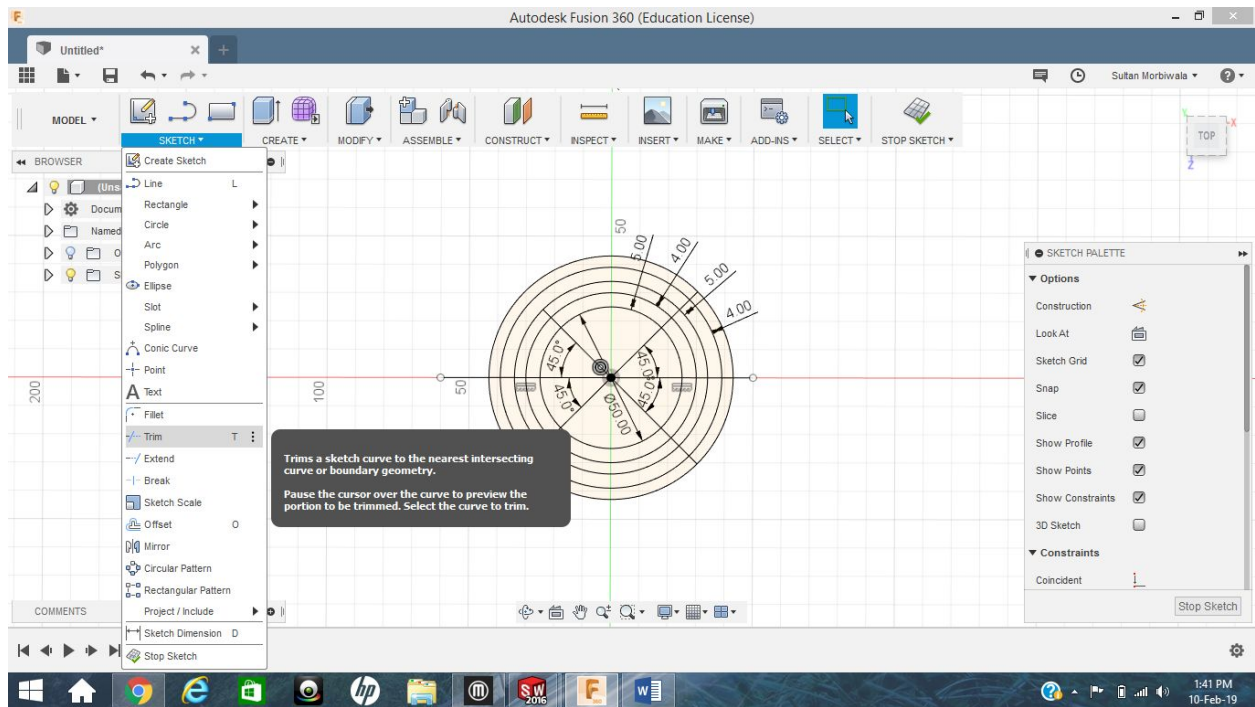 F
Autodesk Fusion 360 (Education License)
Untitled*
Sultan Morbiwala
MODEL
SKETCH
CREATE
MODIFY
ASSEMBLE
CONSTRUCT
INSPECT
INSERT
MAKE
ADD-INS
SELECT
STOP SKETCH
TOP
X
Y
Z
BROWSER
(Uns
Docum
Named
O
S
Create Sketch
Line L
Rectangle
Circle
Arc
Polygon
Ellipse
Slot
Spline
Conic Curve
Point
Text
Fillet
Trim T
Extend
Break
Sketch Scale
Offset O
Mirror
Circular Pattern
Rectangular Pattern
Project / Include
Sketch Dimension D
Stop Sketch
Trims a sketch curve to the nearest intersecting
curve or boundary geometry.
Pause the cursor over the curve to preview the
portion to be trimmed. Select the curve to trim.
50
5.00
4.00
5.00
4.00
45.0°
45.0°
45.0°
45.0°
Ø50.00
200
100
50
SKETCH PALETTE
Options
Construction
Look At
Sketch Grid
Snap
Slice
Show Profile
Show Points
Show Constraints
3D Sketch
Constraints
Coincident
Stop Sketch
COMMENTS
hp
SW
2016
F
W
1:41 PM
10-Feb-19